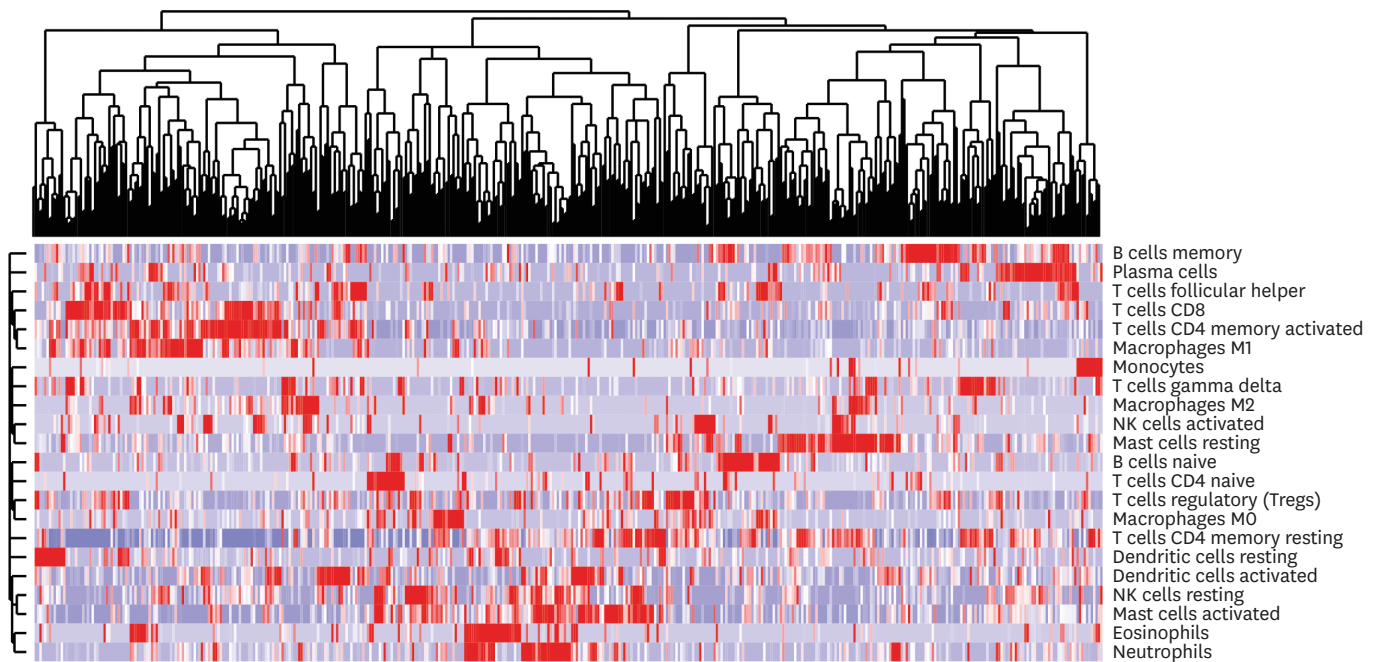 B cells memory
Plasma cells
T cells follicular helper
T cells CD8
T cells CD4 memory activated
Macrophages M1
Monocytes
T cells gamma delta
Macrophages M2
NK cells activated
Mast cells resting
B cells naive
T cells CD4 naive
T cells regulatory (Tregs)
Macrophages M0
T cells CD4 memory resting
Dendritic cells resting
Dendritic cells activated
NK cells resting
Mast cells activated
Eosinophils
Neutrophils